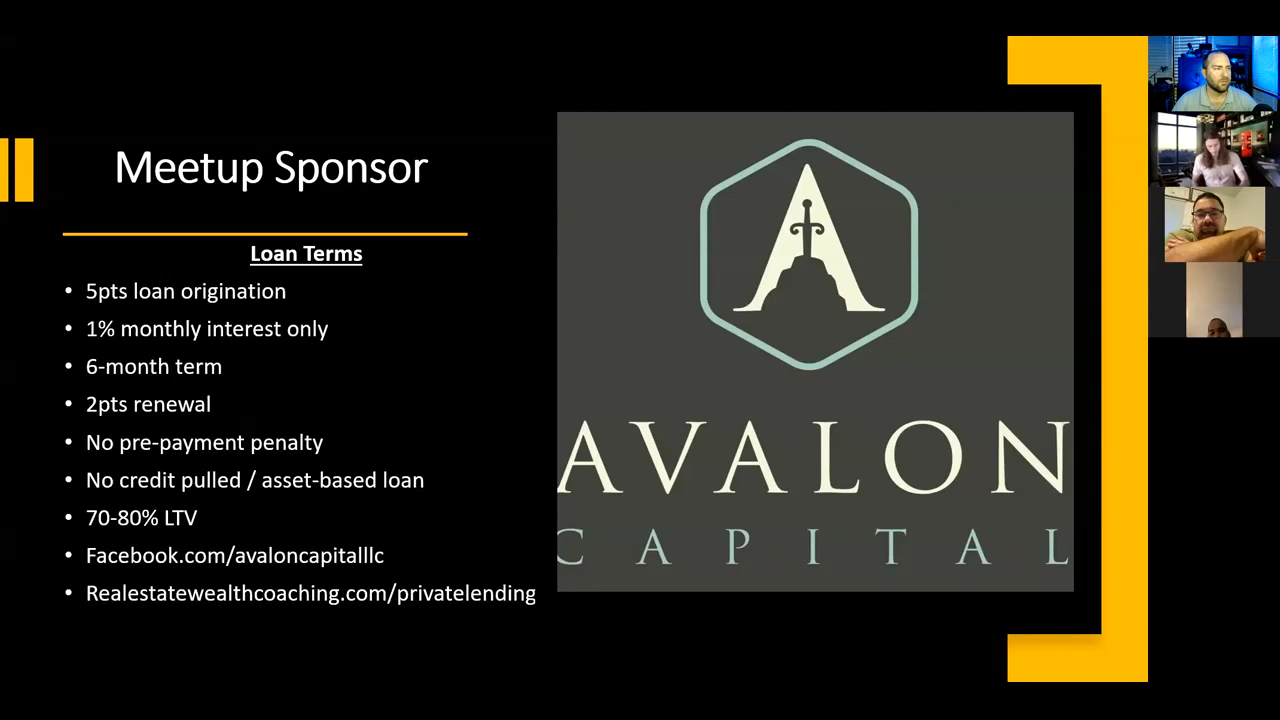 Meetup Sponsor
Loan Terms
• 5pts loan origination
• 1% monthly interest only
• 6-month term
• 2pts renewal
• No pre-payment penalty
• No credit pulled / asset-based loan
• 70-80% LTV
• Facebook.com/avaloncapitalllc
• Realestatewealthcoaching.com/privatelending
A
AVALON
CAPITAL